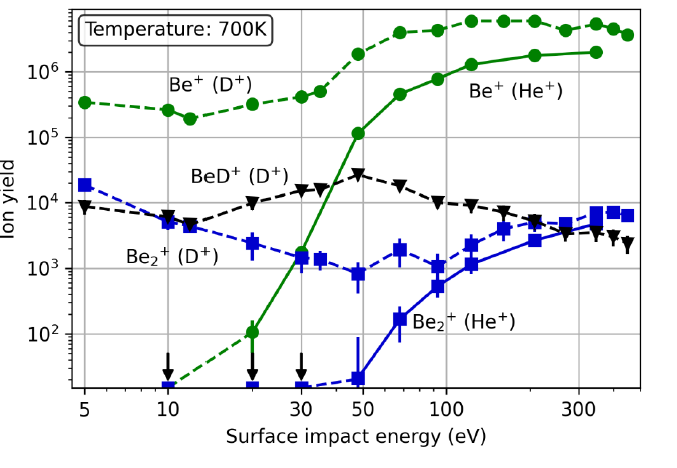 Temperature: 700K
Be⁺ (D⁺)
Be⁺ (He⁺)
BeD⁺ (D⁺)
Be₂⁺ (D⁺)
Be₂⁺ (He⁺)
10⁶
10⁵
10⁴
10³
10²
Ion yield
5 10 30 50 100 300
Surface impact energy (eV)